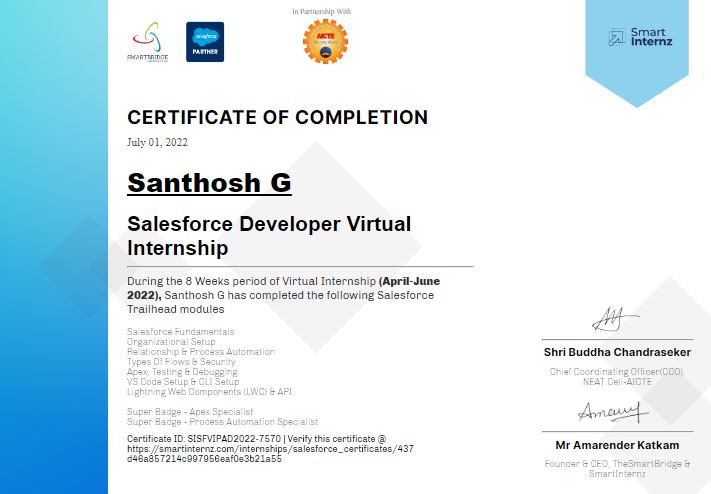 In Partnership With
SMARTBRIDGE
salesforce
PARTNER
AICTE
Smart
Internz
CERTIFICATE OF COMPLETION
July 01, 2022
Santhosh G
Salesforce Developer Virtual
Internship
During the 8 Weeks period of Virtual Internship (April-June
2022), Santhosh G has completed the following Salesforce
Trailhead modules
Salesforce Fundamentals
Organizational Setup
Relationship & Process Automation
Types Of Flows & Security
Apex, Testing & Debugging
VS Code Setup & CLI Setup
Lightning Web Components (LWC) & API
Super Badge - Apex Specialist
Super Badge - Process Automation Specialist
Certificate ID: SISFVIPAD2022-7570 | Verify this certificate @
https://smartinternz.com/internships/salesforce_certificates/437
d46a857214c997956eaf0e3b21a55
Shri Buddha Chandraseker
Chief Coordinating Officer(CCO),
NEAT Cell-AICTE
Mr Amarender Katkam
Founder & CEO, TheSmartBridge &
SmartInternz